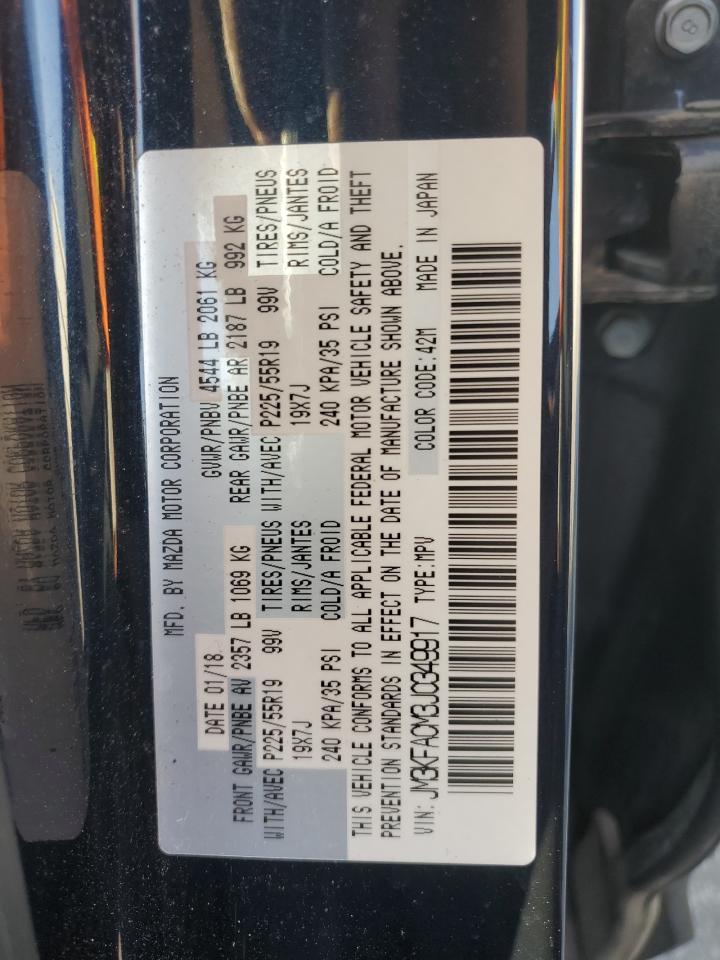 MFD. BY MAZDA MOTOR CORPORATION
DATE 01/18 GVWR/PNBV 4544 LB 2061 KG
FRONT GAWR/PNBE AV 2357 LB 1069 KG REAR GAWR/PNBE AR 2187 LB 992 KG
WITH/AVEC P225/55R19 99V TIRES/PNEUS WITH/AVEC P225/55R19 99V TIRES/PNEUS
19X7J RIMS/JANTES 19X7J RIMS/JANTES
240 KPA/35 PSI COLD/A FROID 240 KPA/35 PSI COLD/A FROID
THIS VEHICLE CONFORMS TO ALL APPLICABLE FEDERAL MOTOR VEHICLE SAFETY AND THEFT
PREVENTION STANDARDS IN EFFECT ON THE DATE OF MANUFACTURE SHOWN ABOVE.
VIN: JM3KFACM3J0349917 TYPE:MPV COLOR CODE:42M MADE IN JAPAN
8